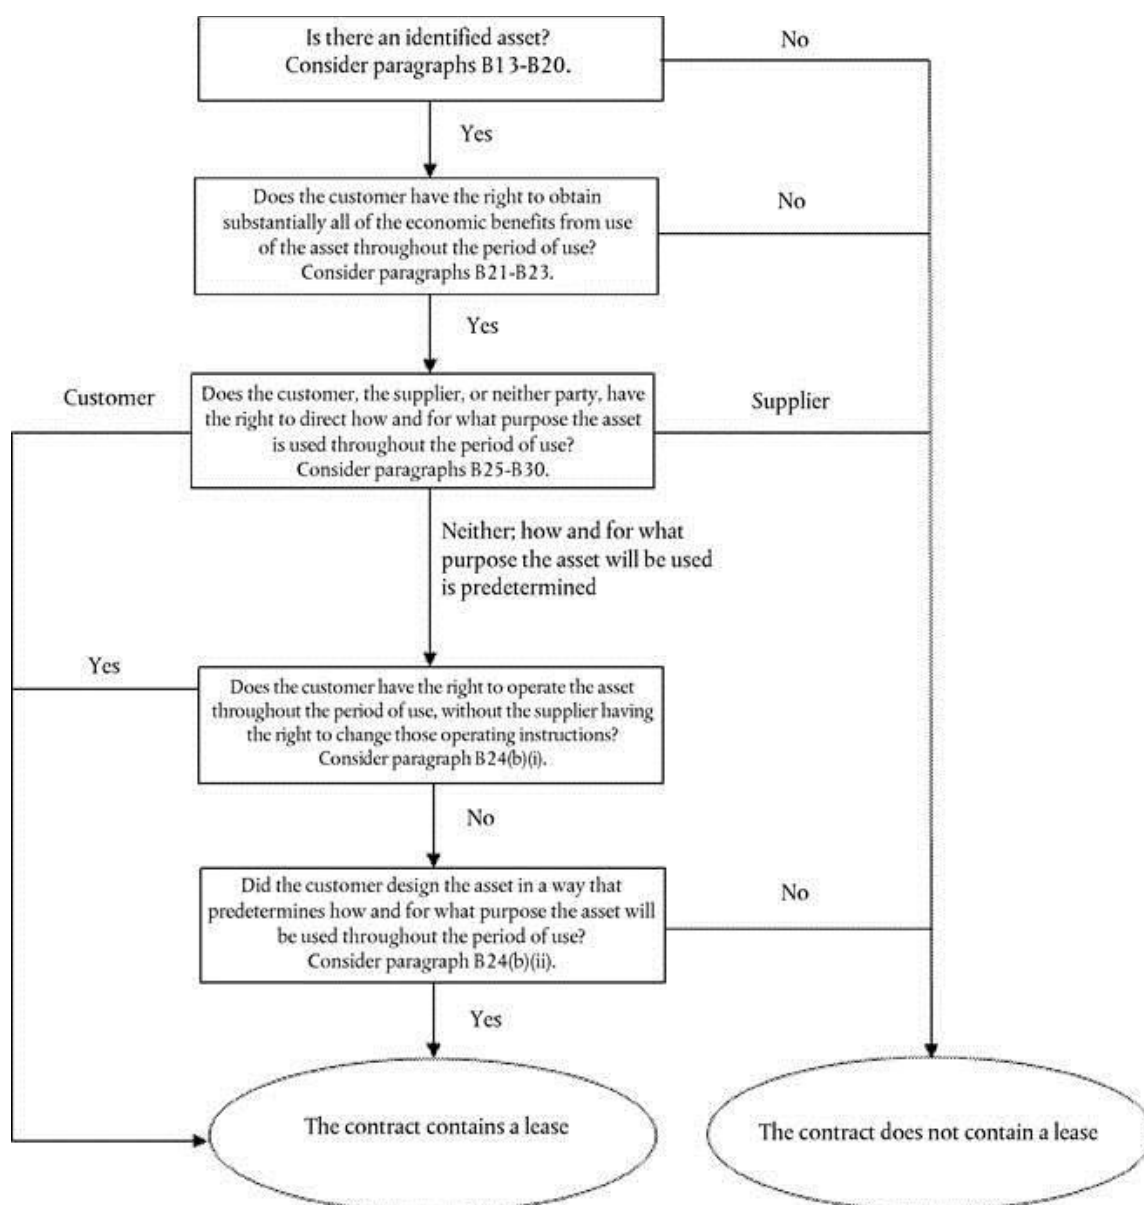 Is there an identified asset?
Consider paragraphs B13-B20.
No
Yes
Does the customer have the right to obtain
substantially all of the economic benefits from use
of the asset throughout the period of use?
Consider paragraphs B21-B23.
No
Yes
Customer
Does the customer, the supplier, or neither party, have
the right to direct how and for what purpose the asset
is used throughout the period of use?
Consider paragraphs B25-B30.
Supplier
Neither; how and for what
purpose the asset will be used
is predetermined
Yes
Does the customer have the right to operate the asset
throughout the period of use, without the supplier having
the right to change those operating instructions?
Consider paragraph B24(b)(i).
No
Did the customer design the asset in a way that
predetermines how and for what purpose the asset will
be used throughout the period of use?
Consider paragraph B24(b)(ii).
No
Yes
The contract contains a lease
The contract does not contain a lease